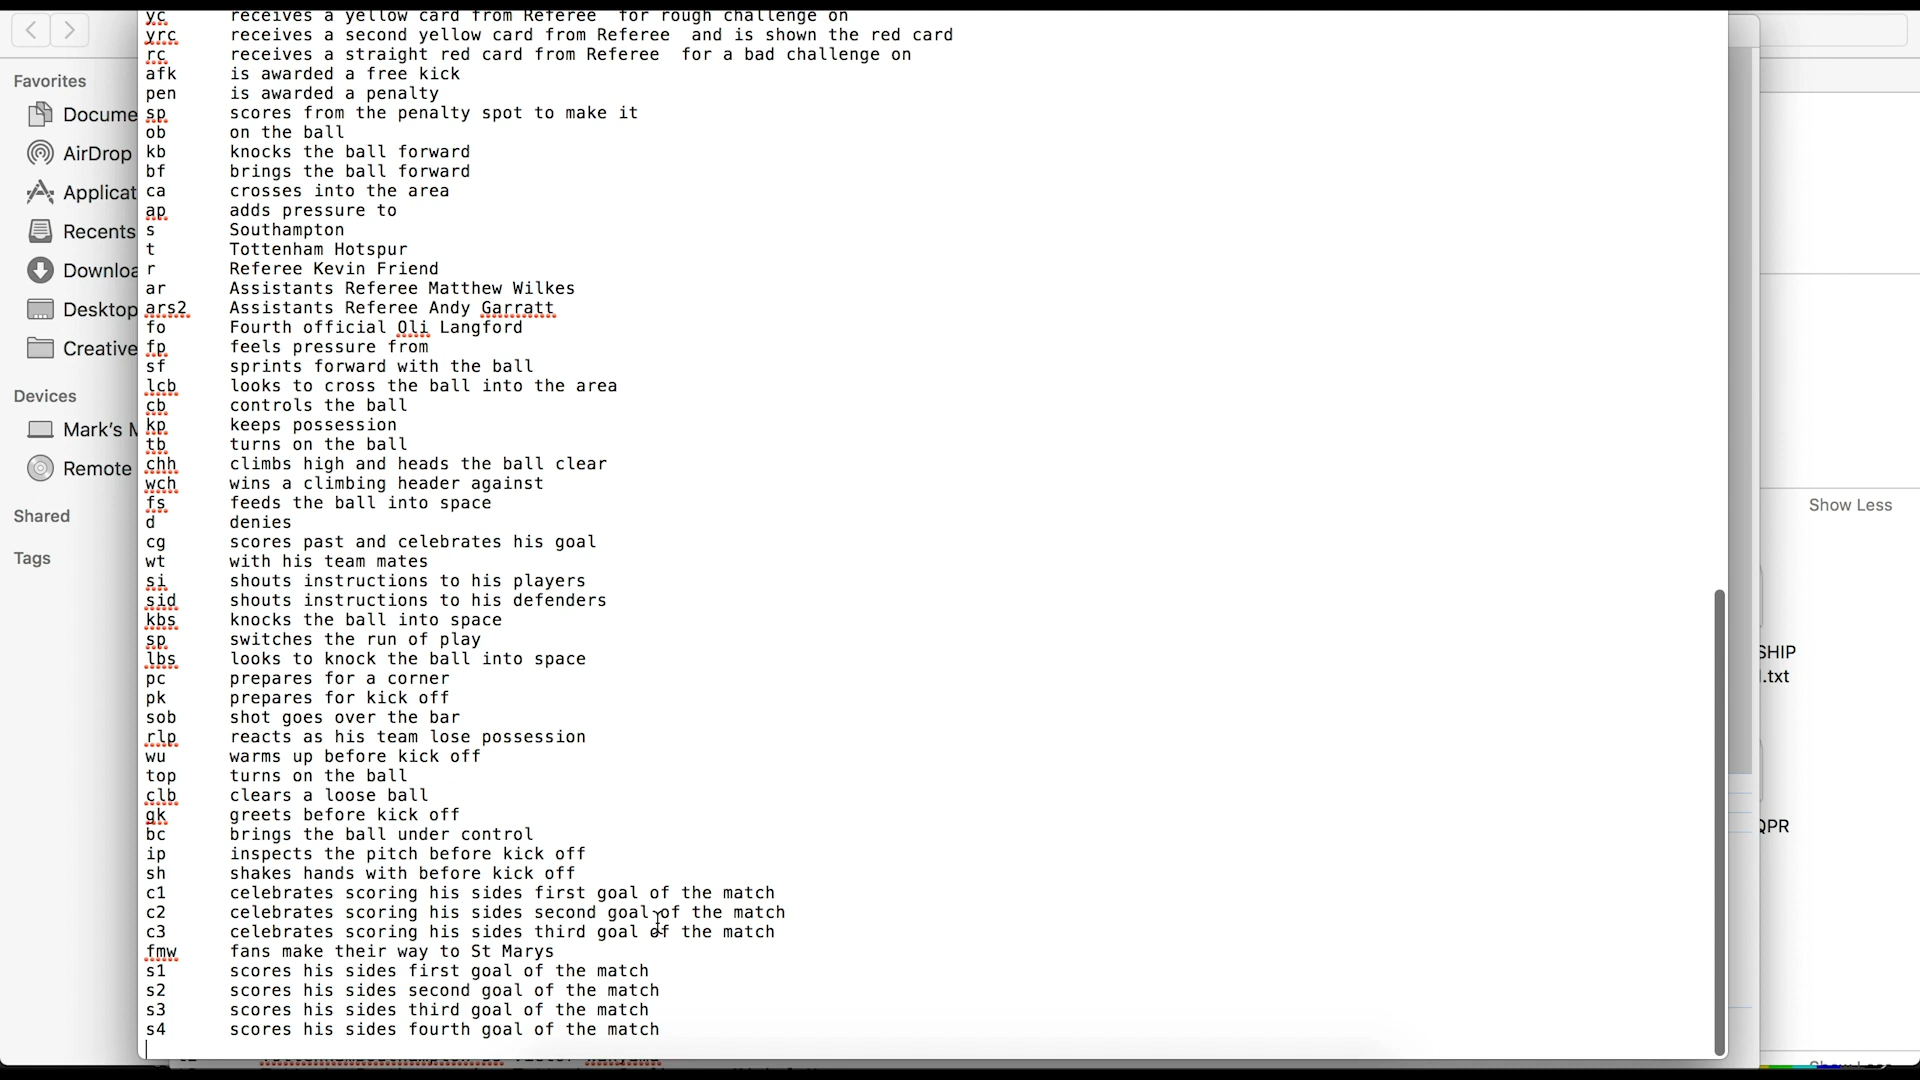 yc receives a yellow card from Referee for rough challenge on
yrc receives a second yellow card from Referee and is shown the red card
rc receives a straight red card from Referee for a bad challenge on
afk is awarded a free kick
pen is awarded a penalty
sp scores from the penalty spot to make it
ob on the ball
kb knocks the ball forward
bf brings the ball forward
ca crosses into the area
ap adds pressure to
s Southampton
t Tottenham Hotspur
r Referee Kevin Friend
ar Assistants Referee Matthew Wilkes
ars2 Assistants Referee Andy Garratt
fo Fourth official Oli Langford
fp feels pressure from
sf sprints forward with the ball
lcb looks to cross the ball into the area
cb controls the ball
kp keeps possession
tb turns on the ball
chh climbs high and heads the ball clear
wch wins a climbing header against
fs feeds the ball into space
d denies
cg scores past and celebrates his goal
wt with his team mates
si shouts instructions to his players
sid shouts instructions to his defenders
kbs knocks the ball into space
sp switches the run of play
lbs looks to knock the ball into space
pc prepares for a corner
pk prepares for kick off
sob shot goes over the bar
rlp reacts as his team lose possession
wu warms up before kick off
top turns on the ball
clb clears a loose ball
gk greets before kick off
bc brings the ball under control
ip inspects the pitch before kick off
sh shakes hands with before kick off
c1 celebrates scoring his sides first goal of the match
c2 celebrates scoring his sides second goal of the match
c3 celebrates scoring his sides third goal of the match
fmw fans make their way to St Marys
s1 scores his sides first goal of the match
s2 scores his sides second goal of the match
s3 scores his sides third goal of the match
s4 scores his sides fourth goal of the match
Favorites
Docume
AirDrop
Applicat
Recents
Downloa
Desktop
Creative
Devices
Mark's M
Remote
Shared
Tags
Show Less
SHIP
l.txt
QPR